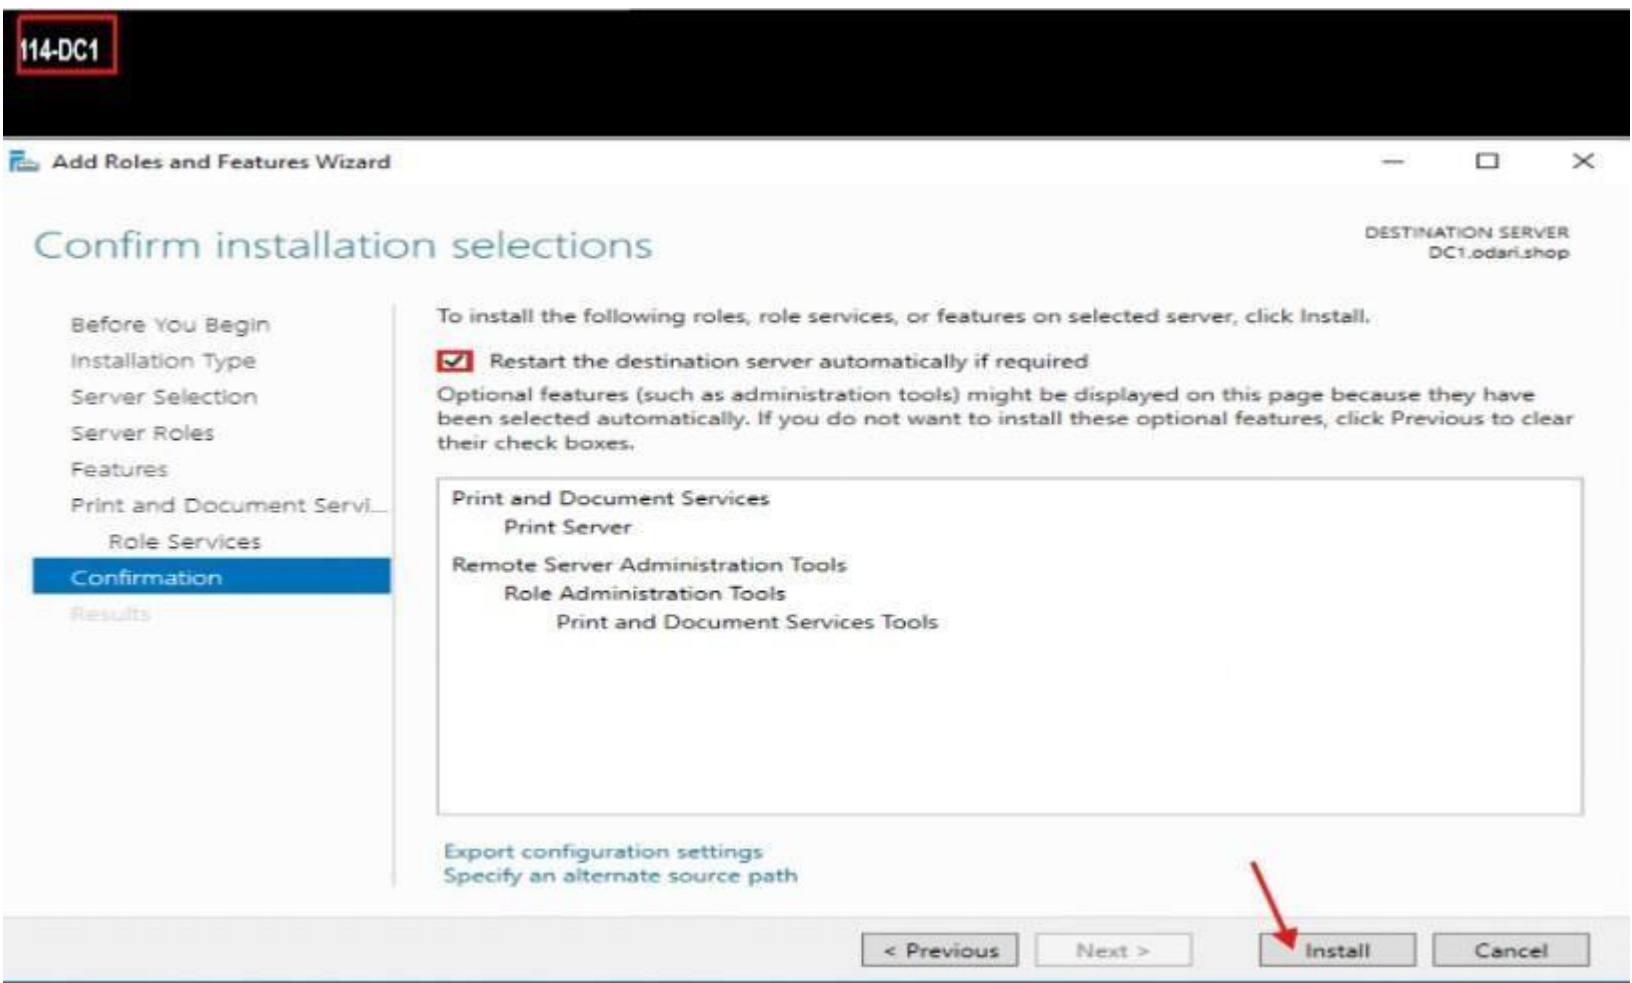 114-DC1
Add Roles and Features Wizard
Confirm installation selections
DESTINATION SERVER
DC1.odari.shop
Before You Begin
Installation Type
Server Selection
Server Roles
Features
Print and Document Servi...
Role Services
Confirmation
Results
To install the following roles, role services, or features on selected server, click Install.
Restart the destination server automatically if required
Optional features (such as administration tools) might be displayed on this page because they have
been selected automatically. If you do not want to install these optional features, click Previous to clear
their check boxes.
Print and Document Services
Print Server
Remote Server Administration Tools
Role Administration Tools
Print and Document Services Tools
Export configuration settings
Specify an alternate source path
< Previous
Next >
Install
Cancel